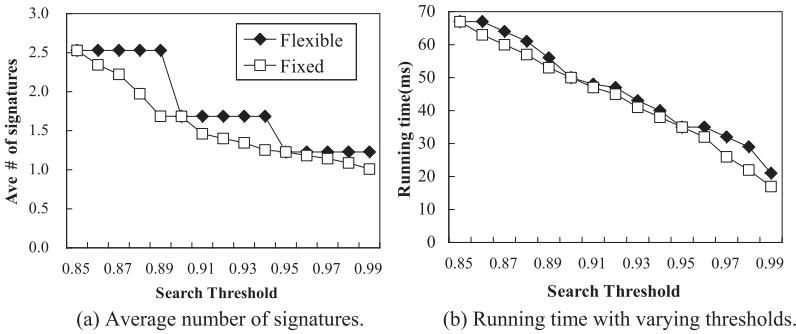 3.0
2.5
2.0
1.5
1.0
0.5
0.0
Ave # of signatures
Flexible
Fixed
0.85 0.87 0.89 0.91 0.93 0.95 0.97 0.99
Search Threshold
(a) Average number of signatures.
70
60
50
40
30
20
10
0
Running time(ms)
0.85 0.87 0.89 0.91 0.93 0.95 0.97 0.99
Search Threshold
(b) Running time with varying thresholds.